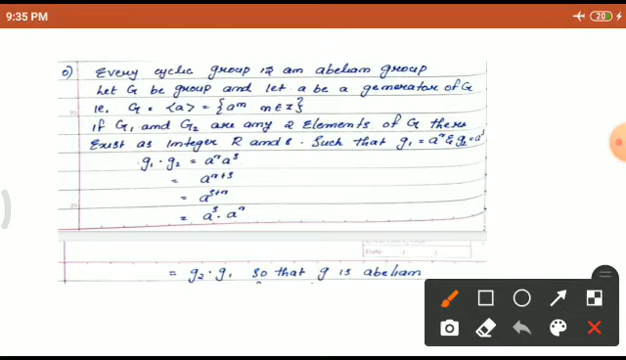 9:35 PM
20
0) Every cyclic group is an abelian group
Let G be group and let a be a generator of G
ie. G = <a> = {a^m m∈z}
if G1 and G2 are any 2 Elements of G there
Exist as Integer R and s. Such that g1 = a^r & g2 = a^s
g1 . g2 = a^r a^s
= a^r+s
= a^s+r
= a^s . a^r
Date / /
= g2 . g1 so that g is abelian